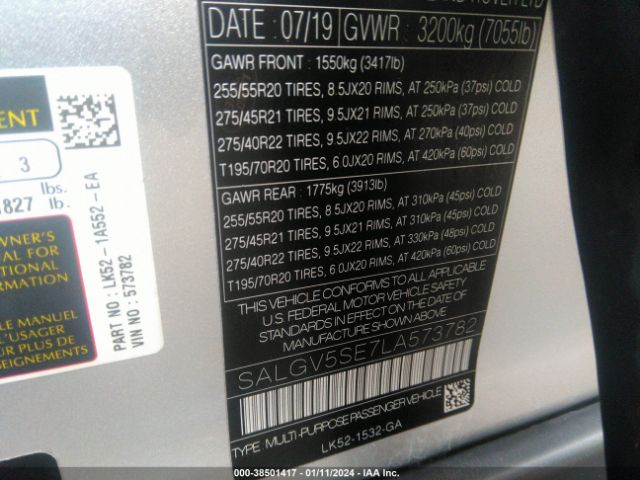 DATE: 07/19 GVWR: 3200kg (7055lb)
GAWR FRONT : 1550kg (3417lb)
255/55R20 TIRES, 8.5JX20 RIMS, AT 250kPa (37psi) COLD
275/45R21 TIRES, 9.5JX21 RIMS, AT 250kPa (37psi) COLD
275/40R22 TIRES, 9.5JX22 RIMS, AT 270kPa (40psi) COLD
T195/70R20 TIRES, 6.0JX20 RIMS, AT 420kPa (60psi) COLD
GAWR REAR : 1775kg (3913lb)
255/55R20 TIRES, 8.5JX20 RIMS, AT 310kPa (45psi) COLD
275/45R21 TIRES, 9.5JX21 RIMS, AT 310kPa (45psi) COLD
275/40R22 TIRES, 9.5JX22 RIMS, AT 330kPa (48psi) COLD
T195/70R20 TIRES, 6.0JX20 RIMS, AT 420kPa (60psi) COLD
THIS VEHICLE CONFORMS TO ALL APPLICABLE
U.S. FEDERAL MOTOR VEHICLE SAFETY
STANDARDS IN EFFECT ON THE DATE OF
MANUFACTURE SHOWN ABOVE.
SALGV5SE7LA573782
TYPE : MULTI-PURPOSE PASSENGER VEHICLE
LK52-1532-GA
3
lbs.
1827 lb.
PART NO : LK52-1A552-EA
VIN NO : 573782
FOR
LE MANUEL
L'USAGER
PLUS DE
000-38501417 - 01/11/2024 - IAA Inc.